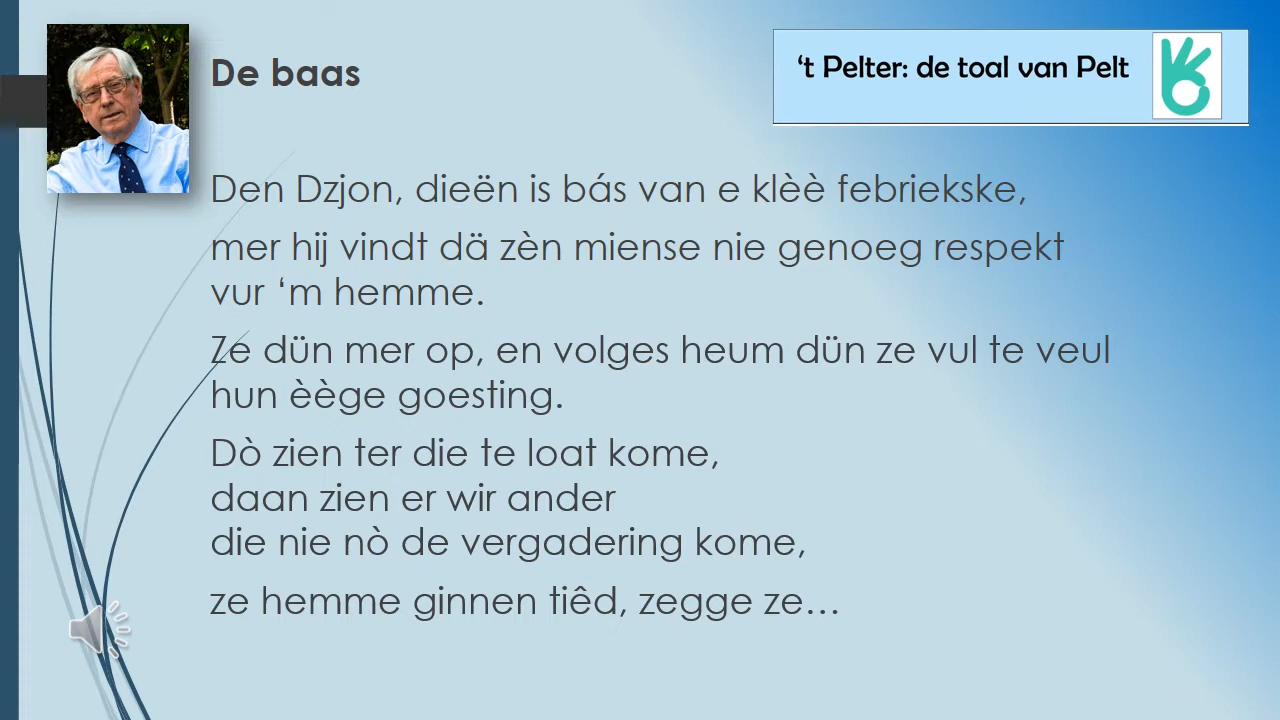 De baas
‘t Pelter: de toal van Pelt
Den Dzjon, dieën is bás van e klèè febriekske,
mer hij vindt dä zèn miense nie genoeg respekt
vur ‘m hemme.
Ze dün mer op, en volges heum dün ze vul te veul
hun èège goesting.
Dò zien ter die te loat kome,
daan zien er wir ander
die nie nò de vergadering kome,
ze hemme ginnen tiêd, zegge ze…